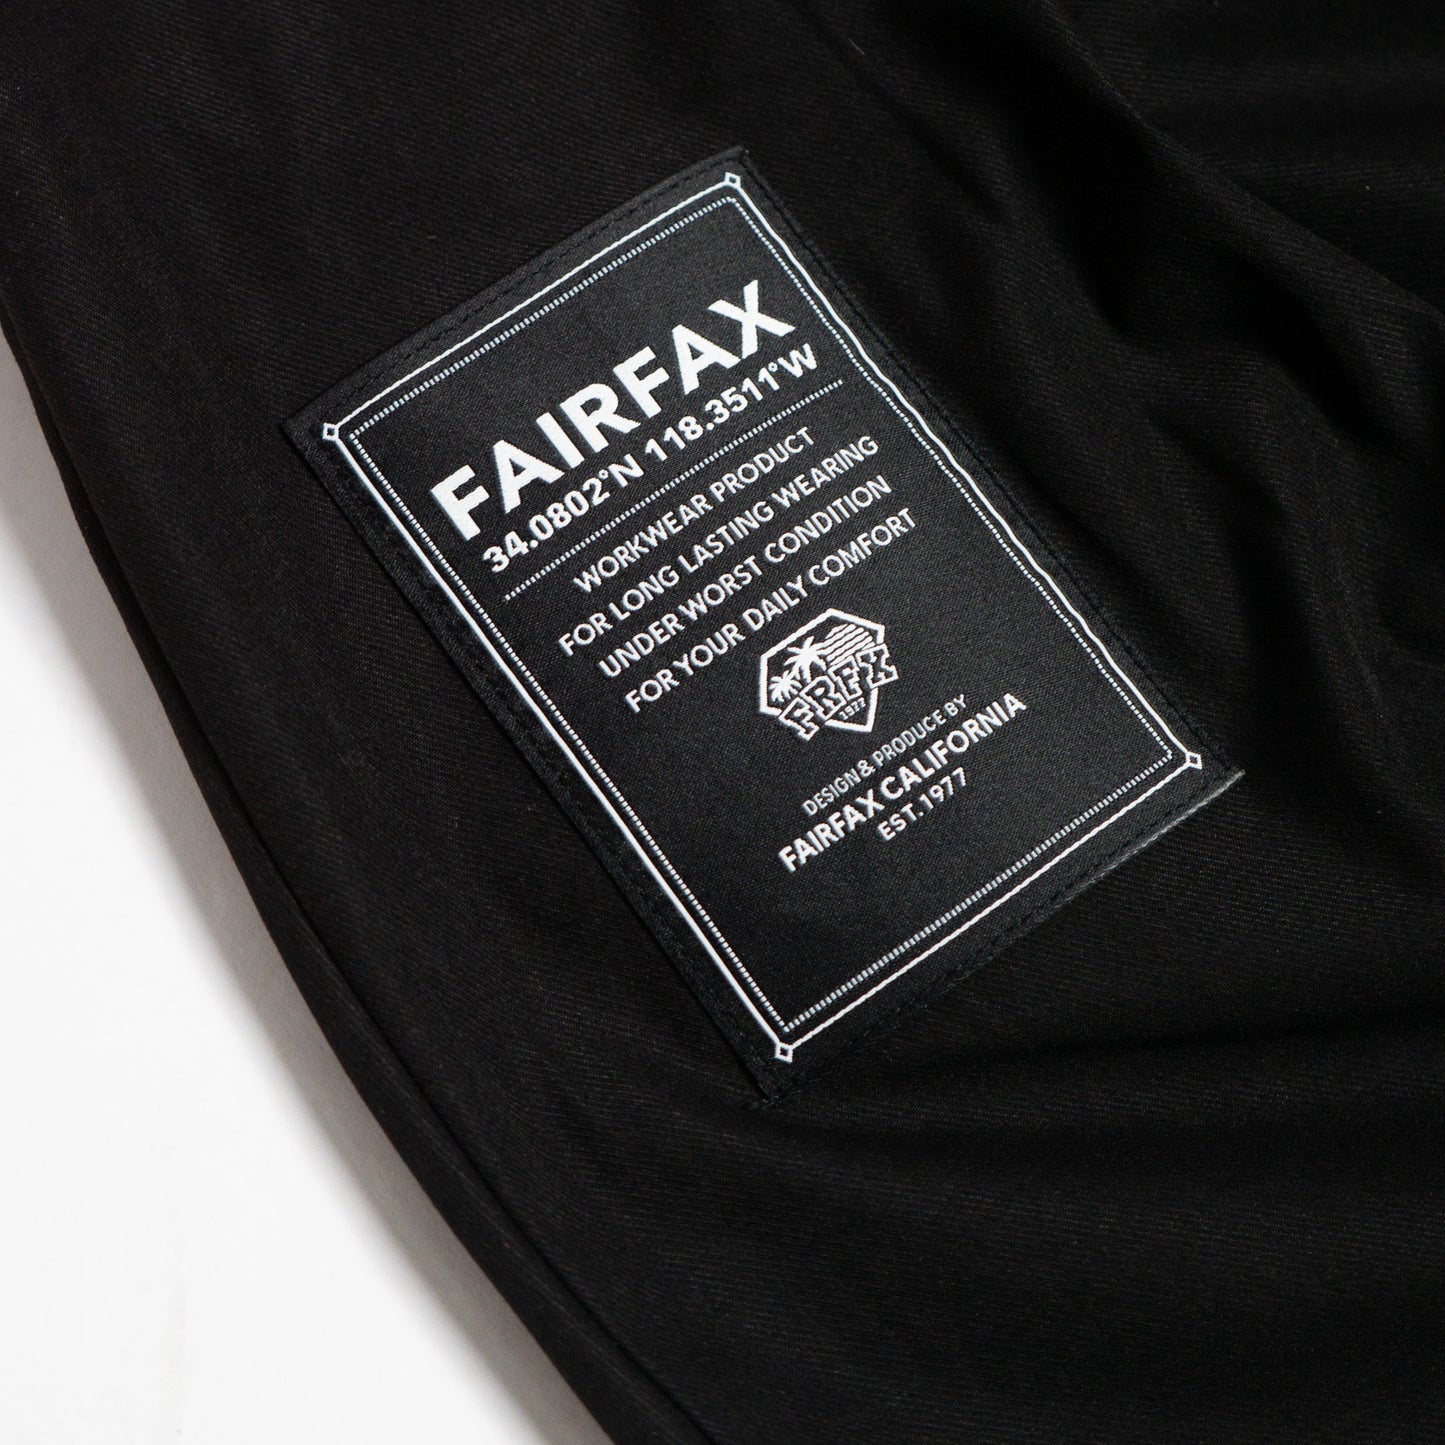 FAIRFAX
34.0802°N 118.3511°W
WORKWEAR PRODUCT
FOR LONG LASTING WEARING
UNDER WORST CONDITION
FOR YOUR DAILY COMFORT
FRFX
1977
DESIGN & PRODUCE BY
FAIRFAX CALIFORNIA
EST. 1977